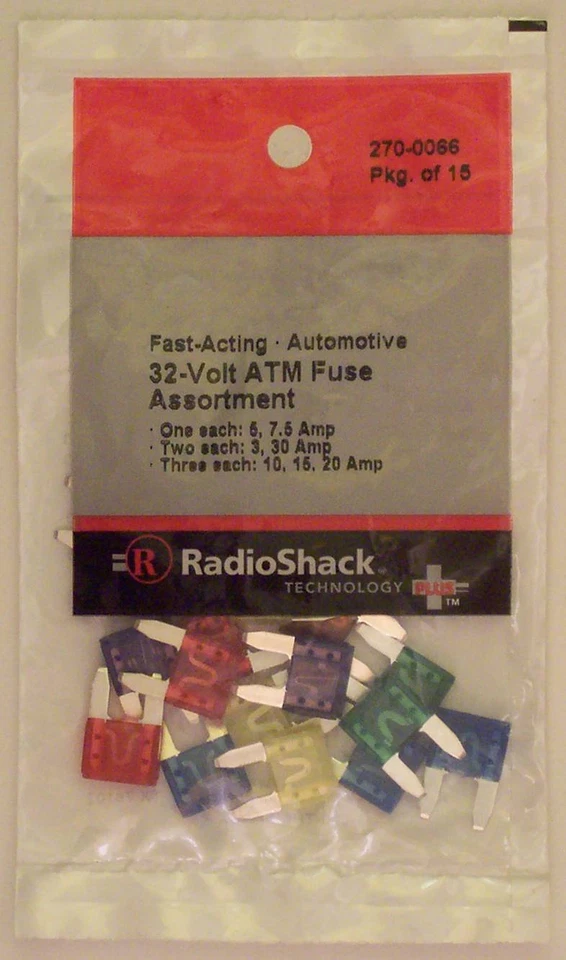 270-0066
Pkg. of 15
Fast-Acting · Automotive
32-Volt ATM Fuse
Assortment
· One each: 5, 7.5 Amp
· Two each: 3, 30 Amp
· Three each: 10, 15, 20 Amp
R RadioShack
TECHNOLOGY PLUS
TM